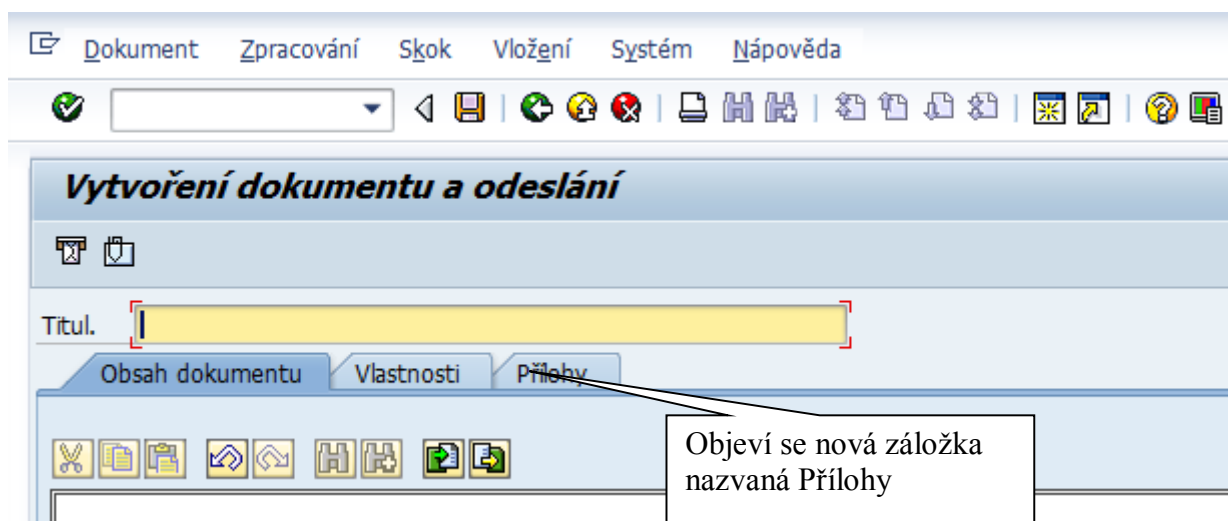 Dokument Zpracování Skok Vložení Systém Nápověda
Vytvoření dokumentu a odeslání
Titul.
Obsah dokumentu Vlastnosti Přílohy
Objeví se nová záložka
nazvaná Přílohy